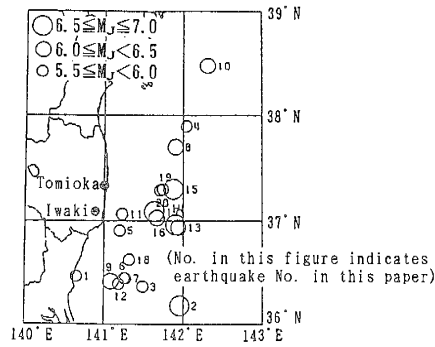 39°N
6.5≦MJ≦7.0
6.0≦MJ<6.5
5.5≦MJ<6.0
10
38°N
4
8
Tomioka
19
15
20
Iwaki
11
37°N
16
13
5
(No. in this figure indicates
earthquake No. in this paper)
18
9
6
1
7
3
12
2
36°N
140°E
141°E
142°E
143°E